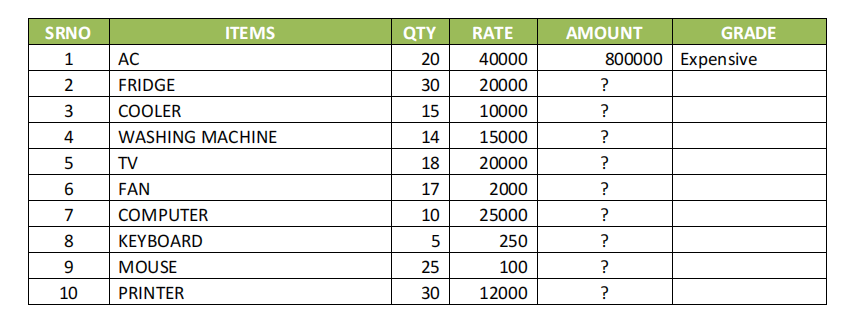 SRNO ITEMS QTY RATE AMOUNT GRADE
1 AC 20 40000 800000 Expensive
2 FRIDGE 30 20000 ?
3 COOLER 15 10000 ?
4 WASHING MACHINE 14 15000 ?
5 TV 18 20000 ?
6 FAN 17 2000 ?
7 COMPUTER 10 25000 ?
8 KEYBOARD 5 250 ?
9 MOUSE 25 100 ?
10 PRINTER 30 12000 ?